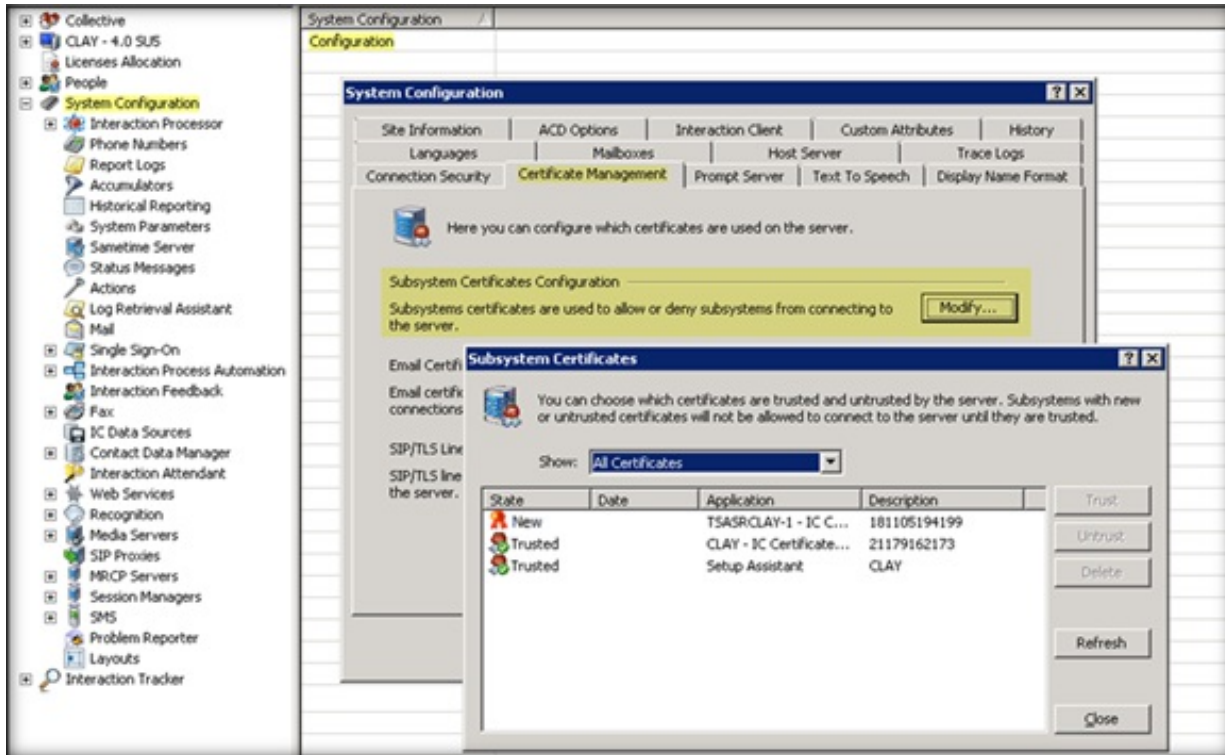 Collective
CLAY - 4.0 SU5
Licenses Allocation
People
System Configuration
Interaction Processor
Phone Numbers
Report Logs
Accumulators
Historical Reporting
System Parameters
Sametime Server
Status Messages
Actions
Log Retrieval Assistant
Mail
Single Sign-On
Interaction Process Automation
Interaction Feedback
Fax
IC Data Sources
Contact Data Manager
Interaction Attendant
Web Services
Recognition
Media Servers
SIP Proxies
MRCP Servers
Session Managers
SMS
Problem Reporter
Layouts
Interaction Tracker
System Configuration
Configuration
System Configuration
Site Information ACD Options Interaction Client Custom Attributes History
Languages Mailboxes Host Server Trace Logs
Connection Security Certificate Management Prompt Server Text To Speech Display Name Format
Here you can configure which certificates are used on the server.
Subsystem Certificates Configuration
Subsystems certificates are used to allow or deny subsystems from connecting to
the server.
Modify...
Email Certifi
Email certific
connections
SIP/TLS Line
SIP/TLS line
the server.
Subsystem Certificates
You can choose which certificates are trusted and untrusted by the server. Subsystems with new
or untrusted certificates will not be allowed to connect to the server until they are trusted.
Show: All Certificates
State Date Application Description
New TSASRCLAY-1 - IC C... 181105194199
Trusted CLAY - IC Certificate... 21179162173
Trusted Setup Assistant CLAY
Trust
Untrust
Delete
Refresh
Close